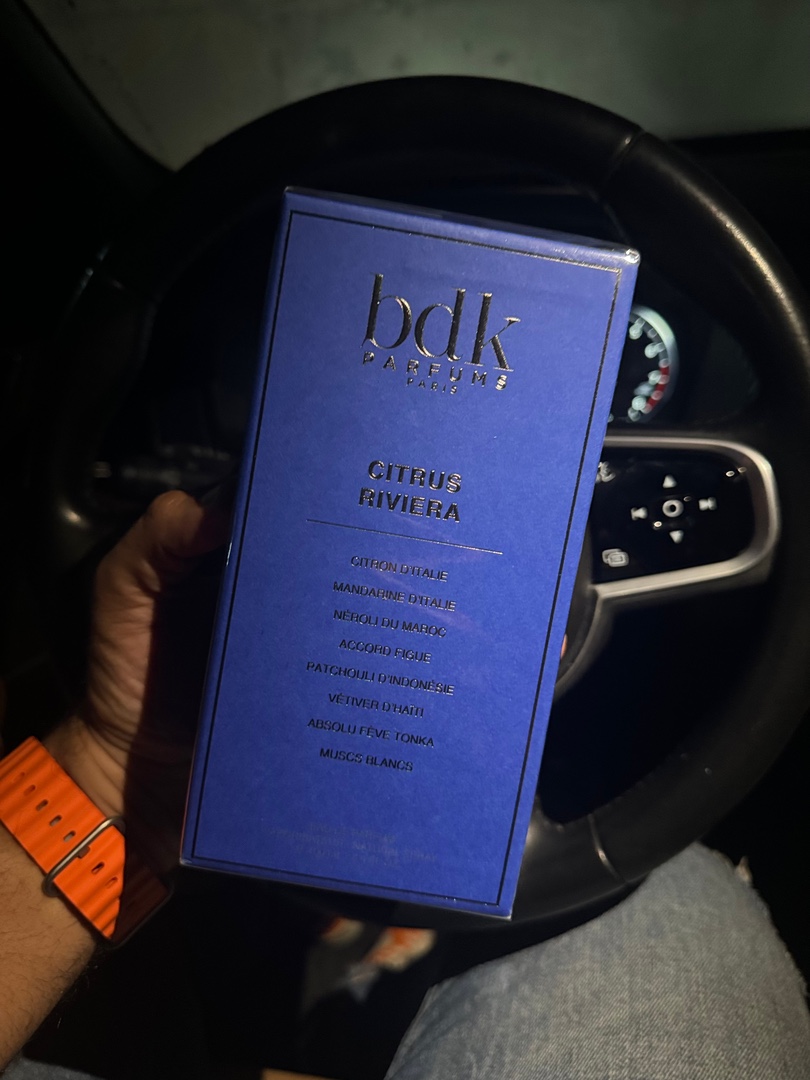 bdk
PARFUMS
PARIS
CITRUS
RIVIERA
CITRON D'ITALIE
MANDARINE D'ITALIE
NÉROLI DU MAROC
ACCORD FIGUE
PATCHOULI D'INDONÉSIE
VÉTIVER D'HAÏTI
ABSOLU FÈVE TONKA
MUSCS BLANCS